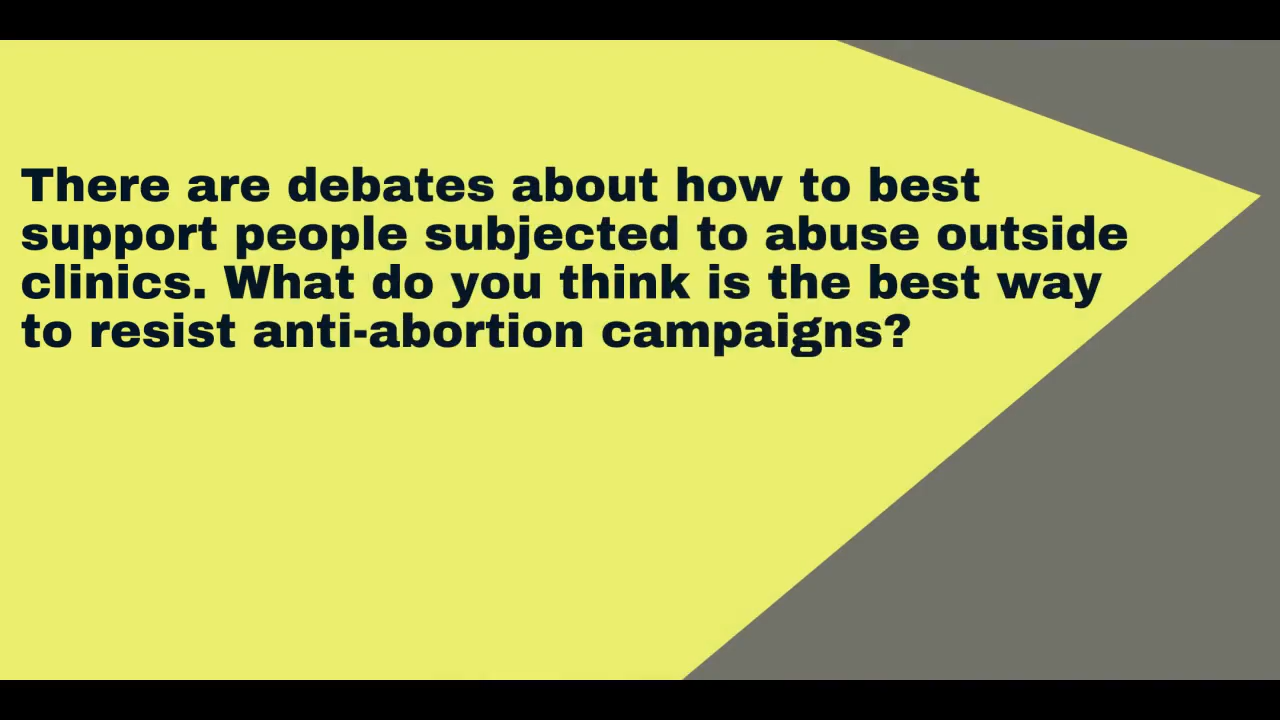 There are debates about how to best
support people subjected to abuse outside
clinics. What do you think is the best way
to resist anti-abortion campaigns?